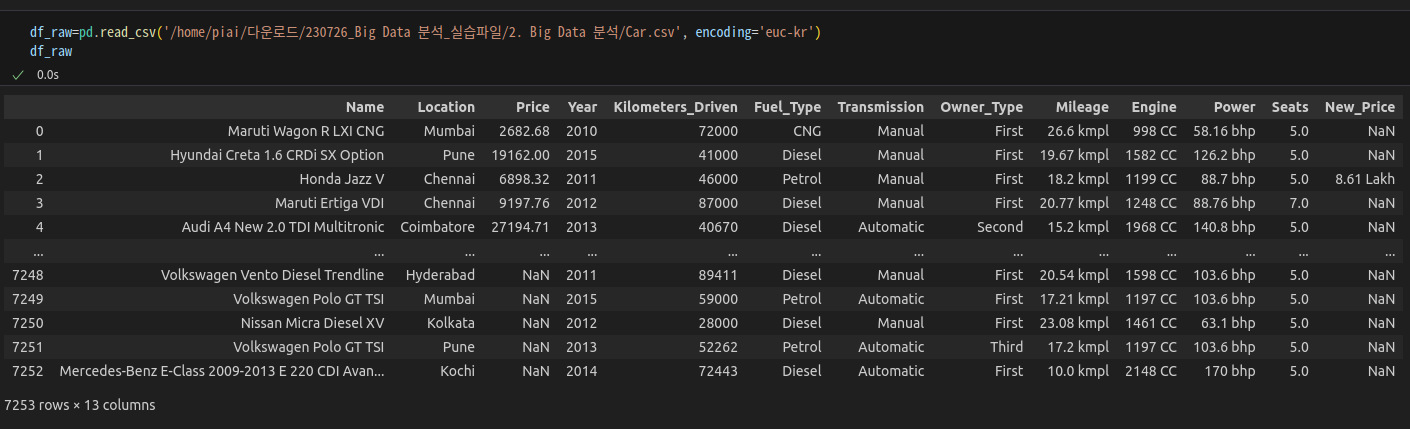 df_raw=pd.read_csv('/home/piai/다운로드/230726_Big Data 분석_실습파일/2. Big Data 분석/Car.csv', encoding='euc-kr')
df_raw
✓ 0.0s
Name Location Price Year Kilometers_Driven Fuel_Type Transmission Owner_Type Mileage Engine Power Seats New_Price
0 Maruti Wagon R LXI CNG Mumbai 2682.68 2010 72000 CNG Manual First 26.6 kmpl 998 CC 58.16 bhp 5.0 NaN
1 Hyundai Creta 1.6 CRDi SX Option Pune 19162.00 2015 41000 Diesel Manual First 19.67 kmpl 1582 CC 126.2 bhp 5.0 NaN
2 Honda Jazz V Chennai 6898.32 2011 46000 Petrol Manual First 18.2 kmpl 1199 CC 88.7 bhp 5.0 8.61 Lakh
3 Maruti Ertiga VDI Chennai 9197.76 2012 87000 Diesel Manual First 20.77 kmpl 1248 CC 88.76 bhp 7.0 NaN
4 Audi A4 New 2.0 TDI Multitronic Coimbatore 27194.71 2013 40670 Diesel Automatic Second 15.2 kmpl 1968 CC 140.8 bhp 5.0 NaN
... ... ... ... ... ... ... ... ... ... ... ... ... ...
7248 Volkswagen Vento Diesel Trendline Hyderabad NaN 2011 89411 Diesel Manual First 20.54 kmpl 1598 CC 103.6 bhp 5.0 NaN
7249 Volkswagen Polo GT TSI Mumbai NaN 2015 59000 Petrol Automatic First 17.21 kmpl 1197 CC 103.6 bhp 5.0 NaN
7250 Nissan Micra Diesel XV Kolkata NaN 2012 28000 Diesel Manual First 23.08 kmpl 1461 CC 63.1 bhp 5.0 NaN
7251 Volkswagen Polo GT TSI Pune NaN 2013 52262 Petrol Automatic Third 17.2 kmpl 1197 CC 103.6 bhp 5.0 NaN
7252 Mercedes-Benz E-Class 2009-2013 E 220 CDI Avan... Kochi NaN 2014 72443 Diesel Automatic First 10.0 kmpl 2148 CC 170 bhp 5.0 NaN
7253 rows × 13 columns